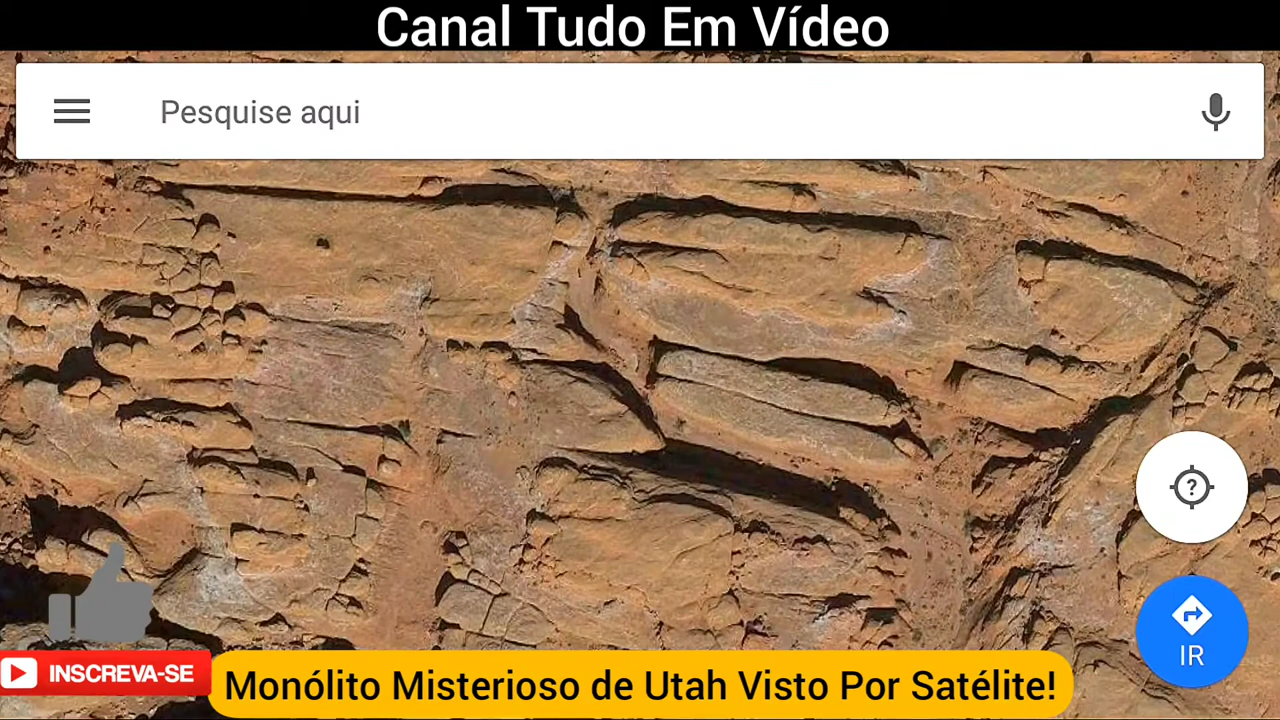 Canal Tudo Em Vídeo
Pesquise aqui
?
IR
INSCREVA-SE
Monólito Misterioso de Utah Visto Por Satélite!